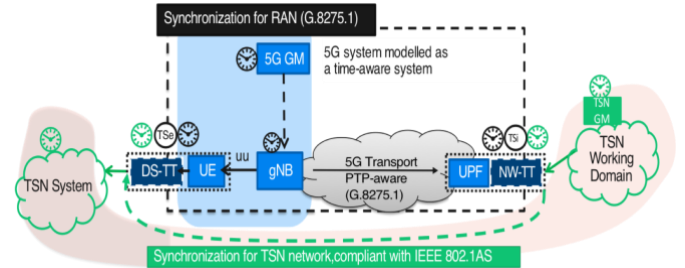 Synchronization for RAN (G.8275.1)
5G GM
5G system modelled as
a time-aware system
TSN
GM
TSe
TSi
TSN
Working
Domain
TSN System
DS-TT
UE
uu
gNB
5G Transport
PTP-aware
(G.8275.1)
UPF
NW-TT
Synchronization for TSN network,compliant with IEEE 802.1AS